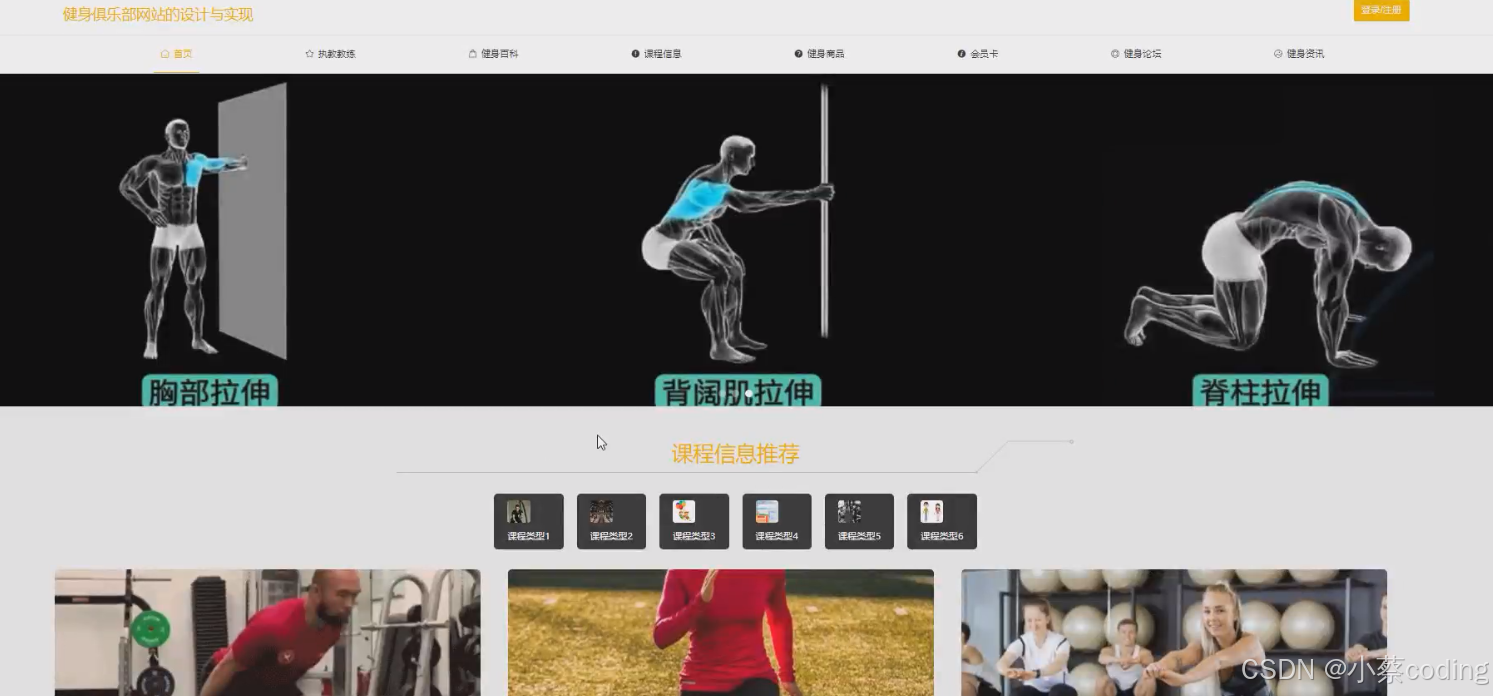 健身俱乐部网站的设计与实现
登录/注册
首页 执教教练 健身百科 课程信息 健身商品 会员卡 健身论坛 健身资讯
胸部拉伸 背阔肌拉伸 脊柱拉伸
课程信息推荐
课程类型1 课程类型2 课程类型3 课程类型4 课程类型5 课程类型6
CSDN @小蔡coding